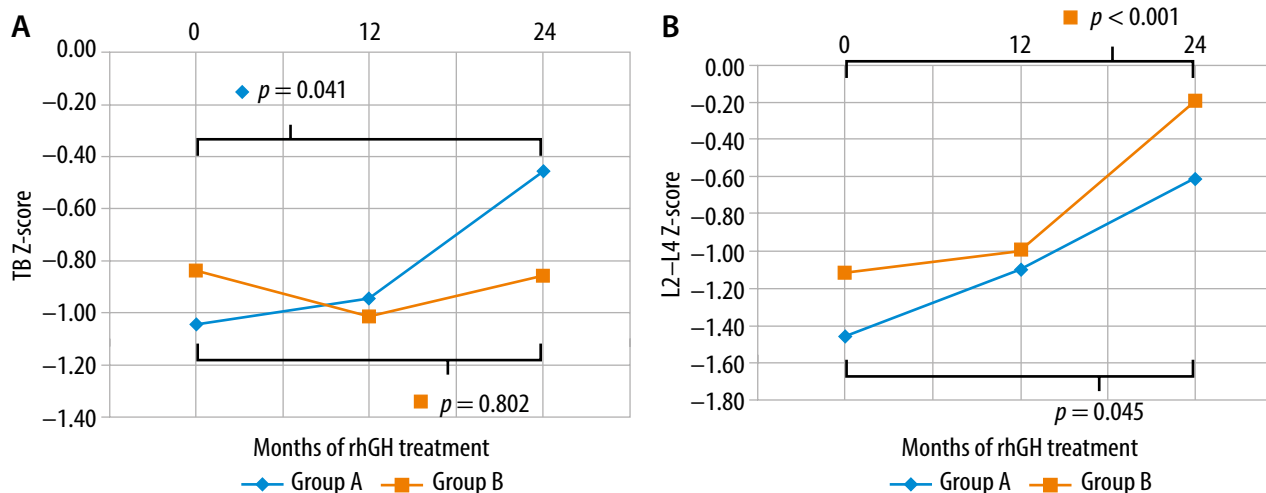 A
0 12 24
0.00
−0.20
−0.40
−0.60
−0.80
−1.00
−1.20
−1.40
TB Z-score
p = 0.041
p = 0.802
Months of rhGH treatment
Group A Group B
B
p < 0.001
0 12 24
0.00
−0.20
−0.40
−0.60
−0.80
−1.00
−1.20
−1.40
−1.60
−1.80
L2–L4 Z-score
p = 0.045
Months of rhGH treatment
Group A Group B